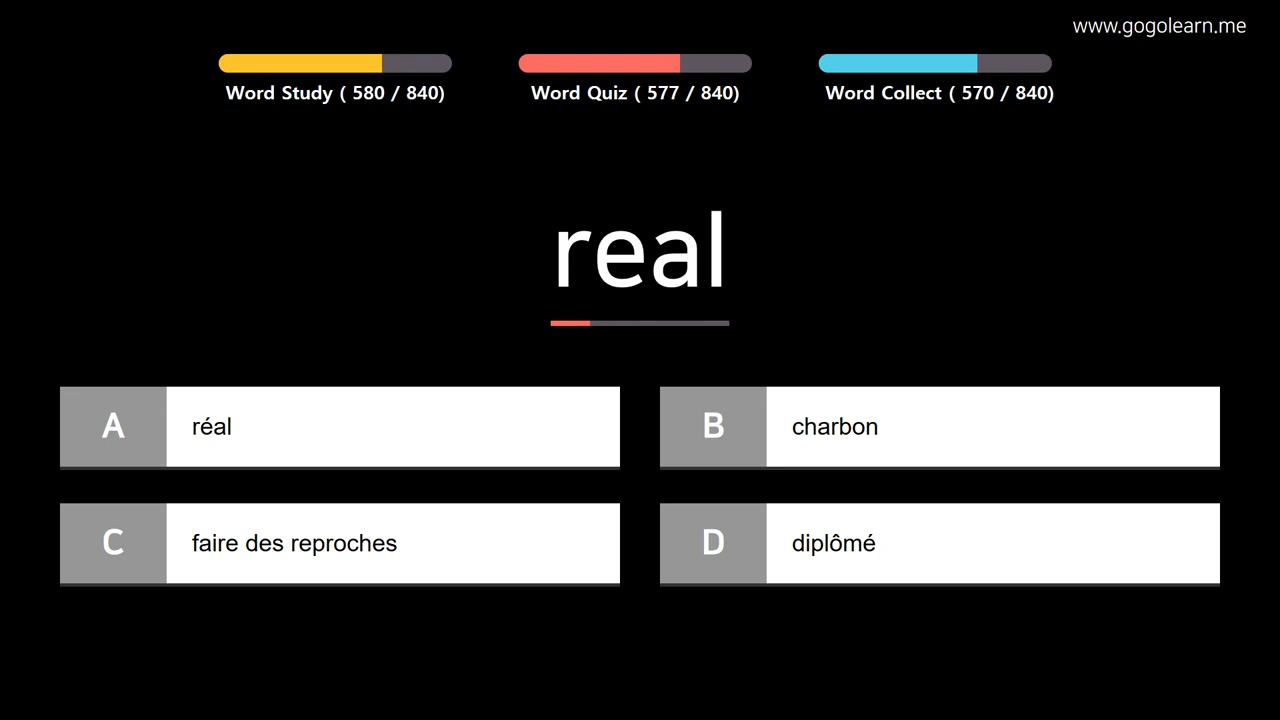 www.gogolearn.me
Word Study ( 580 / 840)
Word Quiz ( 577 / 840)
Word Collect ( 570 / 840)
real
A
réal
B
charbon
C
faire des reproches
D
diplômé